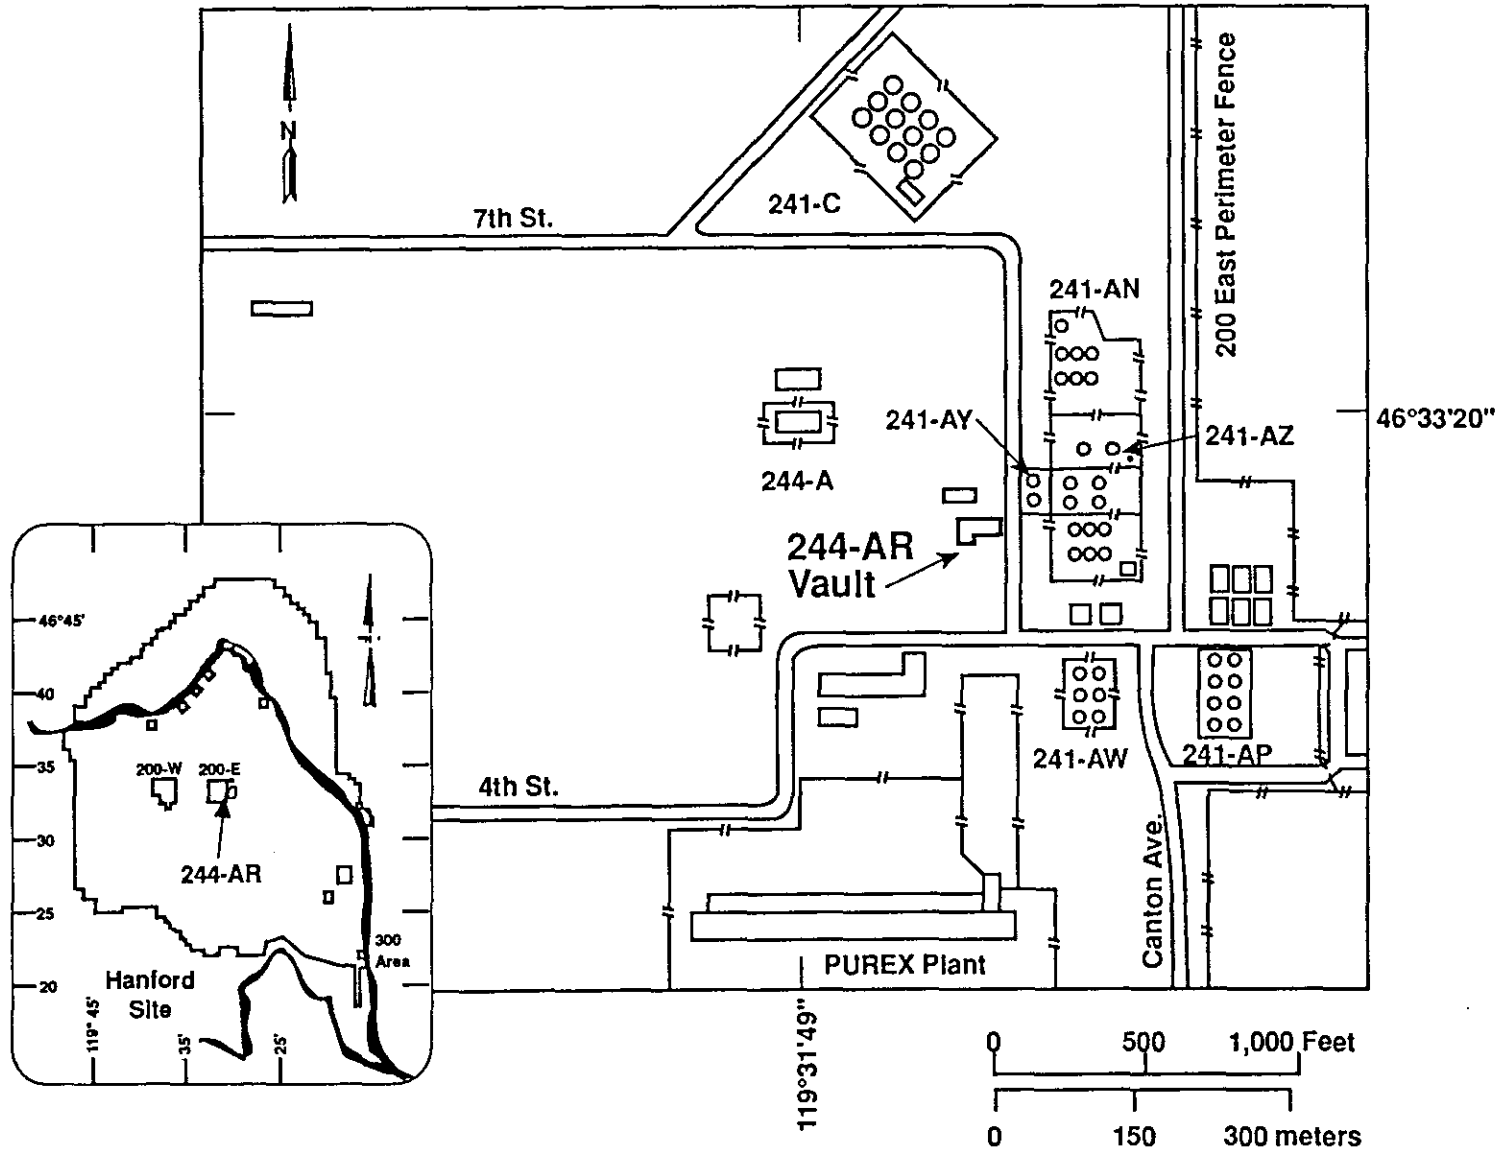 N
7th St.
241-C
200 East Perimeter Fence
241-AN
46°33'20"
241-AY
241-AZ
244-A
244-AR
Vault
46°45'
40
35
200-W
200-E
30
244-AR
25
300
Area
20
Hanford
Site
119° 45'
35'
25'
4th St.
241-AW
241-AP
Canton Ave.
PUREX Plant
119°31'49"
0 500 1,000 Feet
0 150 300 meters